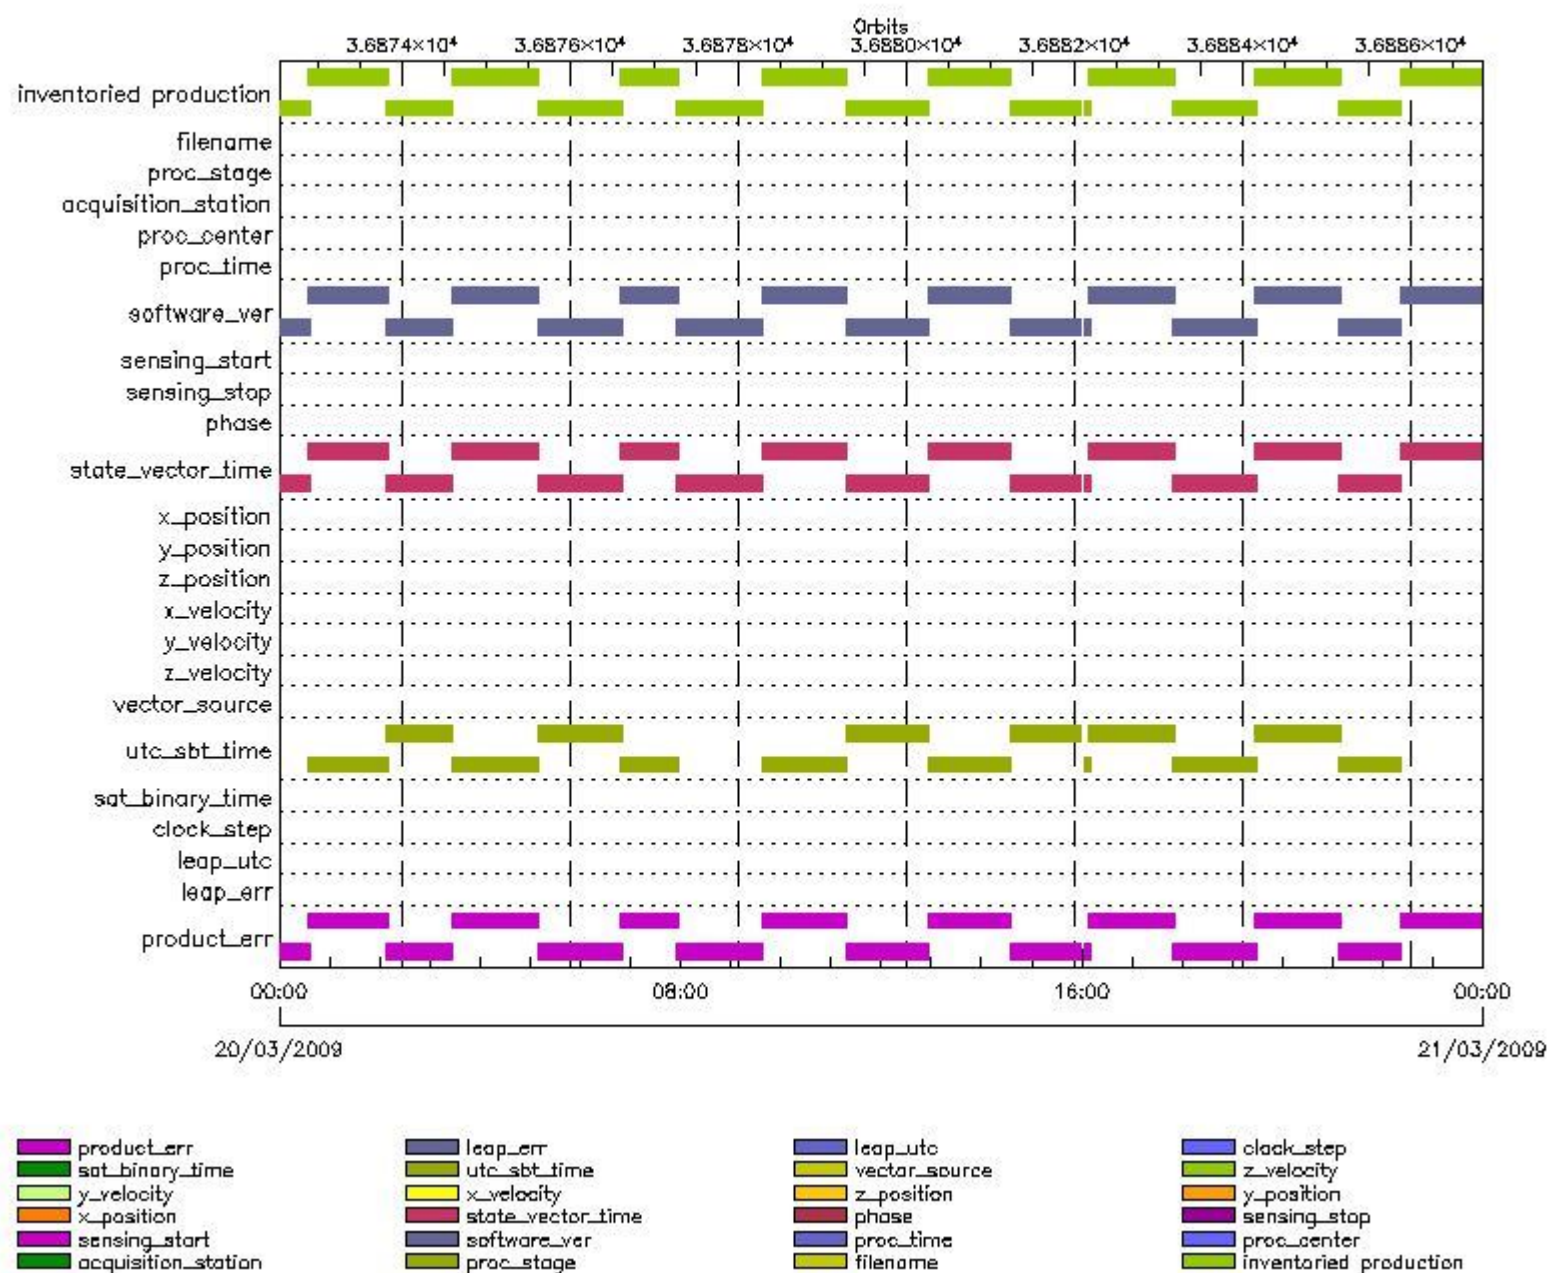 Orbits
3.6874×10⁴ 3.6876×10⁴ 3.6878×10⁴ 3.6880×10⁴ 3.6882×10⁴ 3.6884×10⁴ 3.6886×10⁴
inventoried production
filename
proc_stage
acquisition_station
proc_center
proc_time
software_ver
sensing_start
sensing_stop
phase
state_vector_time
x_position
y_position
z_position
x_velocity
y_velocity
z_velocity
vector_source
utc_sbt_time
sat_binary_time
clock_step
leap_utc
leap_err
product_err
00:00 08:00 16:00 00:00
20/03/2009 21/03/2009
product_err leap_err leap_utc clock_step
sat_binary_time utc_sbt_time vector_source z_velocity
y_velocity x_velocity z_position y_position
x_position state_vector_time phase sensing_stop
sensing_start software_ver proc_time proc_center
acquisition_station proc_stage filename inventoried production